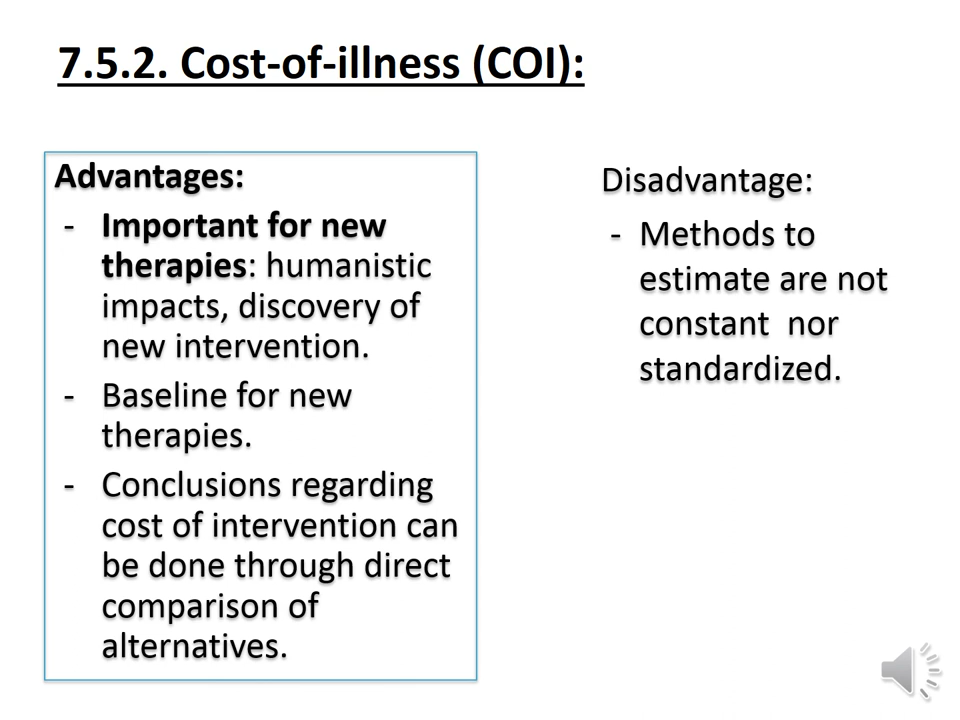 7.5.2. Cost-of-illness (COI):
Advantages:
- Important for new
therapies: humanistic
impacts, discovery of
new intervention.
- Baseline for new
therapies.
- Conclusions regarding
cost of intervention can
be done through direct
comparison of
alternatives.
Disadvantage:
- Methods to
estimate are not
constant  nor
standardized.